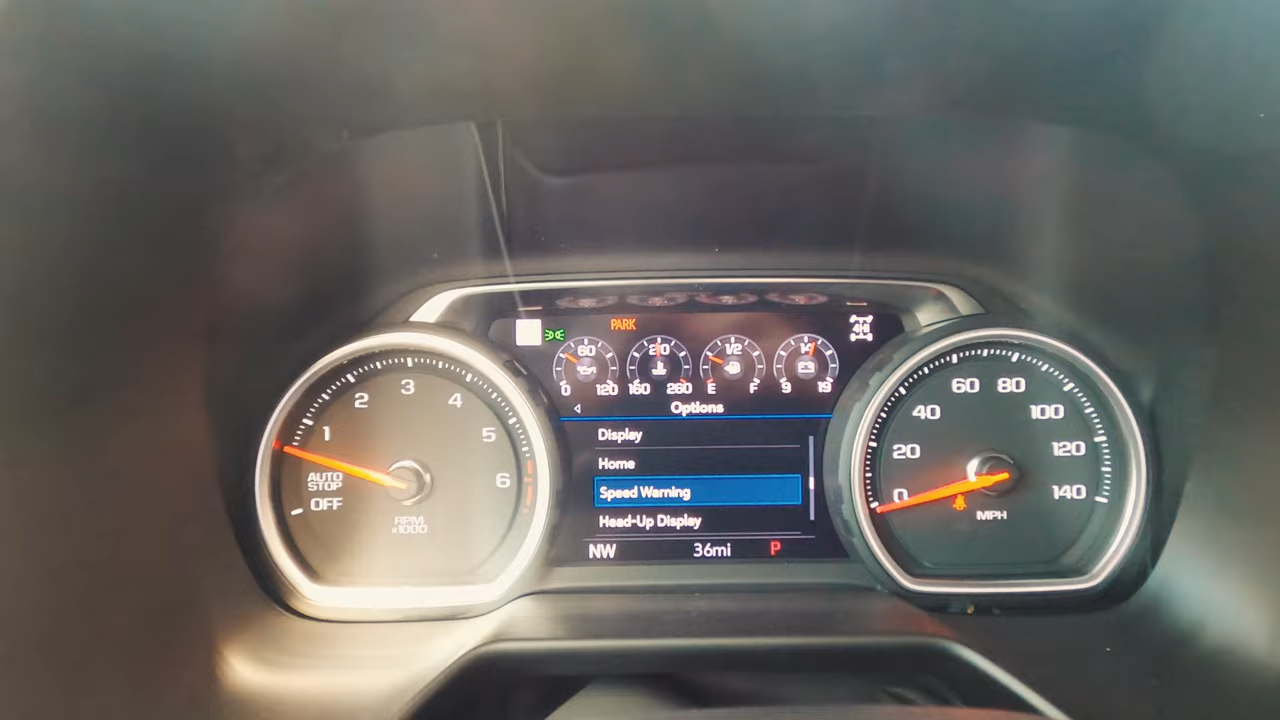 PARK
4H
60
0 120
210
160 260
1/2
E F
14
9 19
Options
Display
Home
Speed Warning
Head-Up Display
NW 36mi P
1 2 3 4 5 6
AUTO
STOP
OFF
RPM
x1000
0 20 40 60 80 100 120 140
MPH